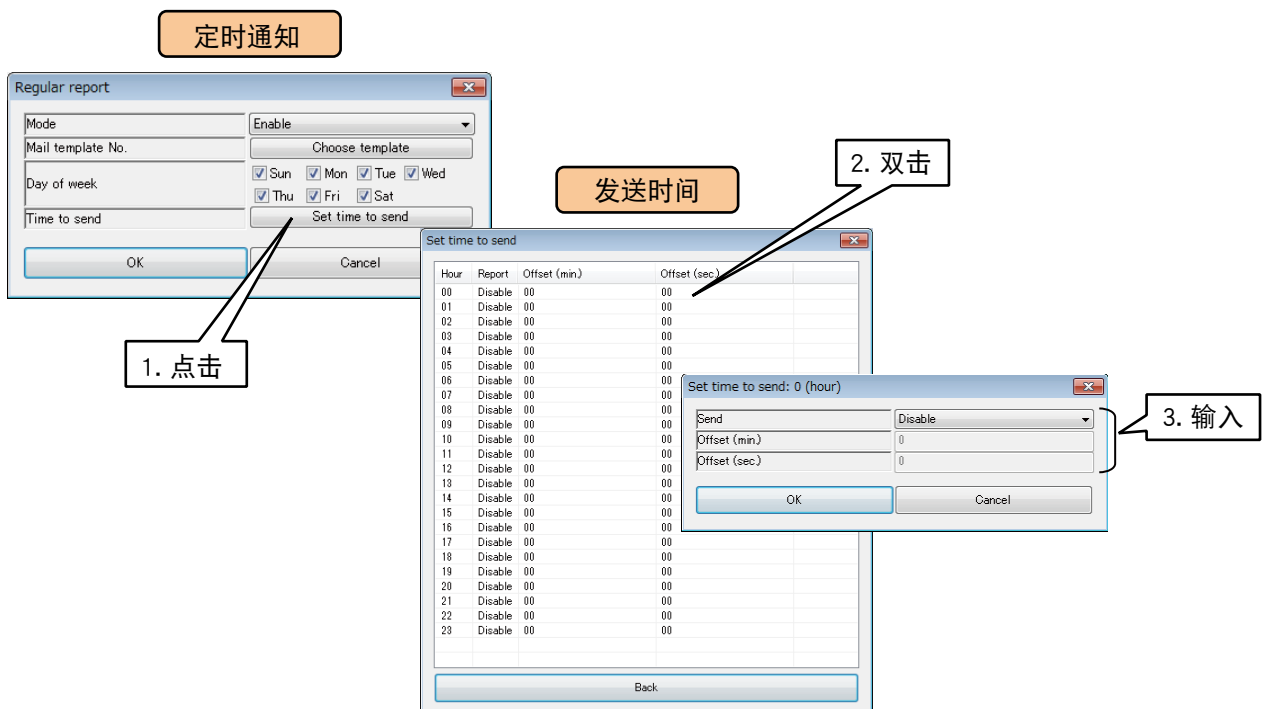 定时通知
Regular report
Mode Enable
Mail template No. Choose template
Day of week Sun Mon Tue Wed
Thu Fri Sat
Time to send Set time to send
OK Cancel
1. 点击
发送时间
2. 双击
Set time to send
Hour Report Offset (min.) Offset (sec.)
00 Disable 00 00
01 Disable 00 00
02 Disable 00 00
03 Disable 00 00
04 Disable 00 00
05 Disable 00 00
06 Disable 00 00
07 Disable 00 00
08 Disable 00 00
09 Disable 00 00
10 Disable 00 00
11 Disable 00 00
12 Disable 00 00
13 Disable 00 00
14 Disable 00 00
15 Disable 00 00
16 Disable 00 00
17 Disable 00 00
18 Disable 00 00
19 Disable 00 00
20 Disable 00 00
21 Disable 00 00
22 Disable 00 00
23 Disable 00 00
Back
Set time to send: 0 (hour)
Send Disable
Offset (min.) 0
Offset (sec.) 0
OK Cancel
3. 输入